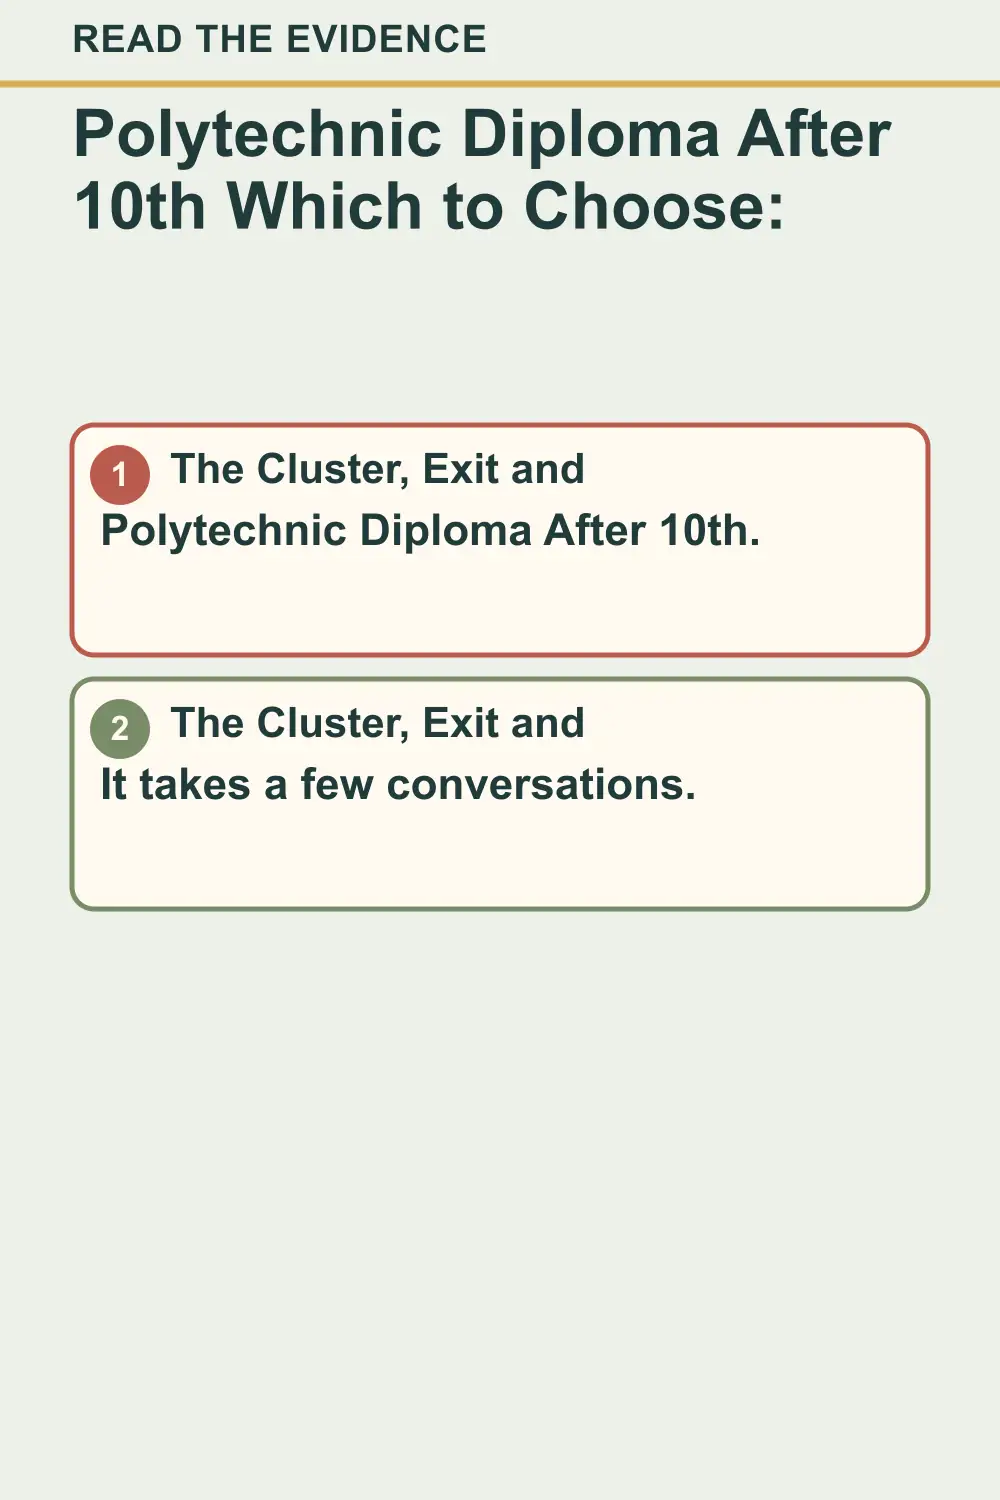 READ THE EVIDENCE
Polytechnic Diploma After
10th Which to Choose:
1 The Cluster, Exit and
Polytechnic Diploma After 10th.
2 The Cluster, Exit and
It takes a few conversations.